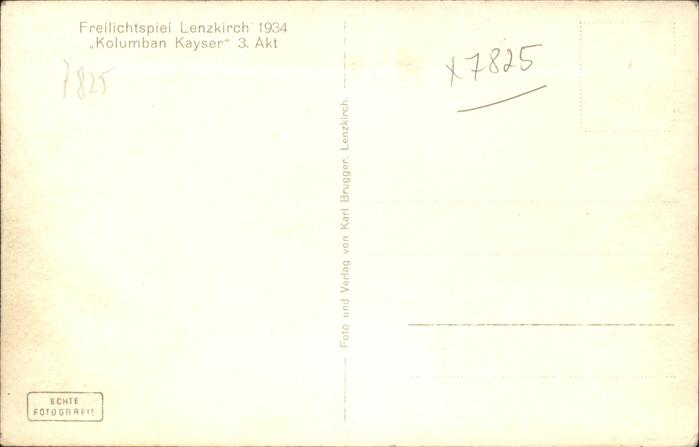 Freilichtspiel Lenzkirch 1934
„Kolumban Kayser" 3. Akt
7825
x7825
Foto und Verlag von Karl Brugger, Lenzkirch.
ECHTE
FOTOGRAFIE